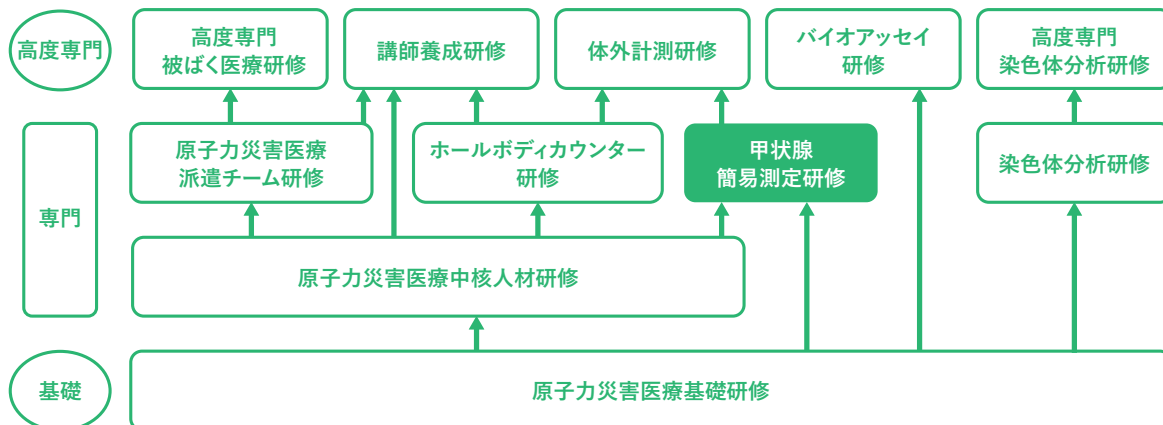 高度専門
高度専門
被ばく医療研修
講師養成研修
体外計測研修
バイオアッセイ
研修
高度専門
染色体分析研修
専門
原子力災害医療
派遣チーム研修
ホールボディカウンター
研修
甲状腺
簡易測定研修
染色体分析研修
原子力災害医療中核人材研修
基礎
原子力災害医療基礎研修